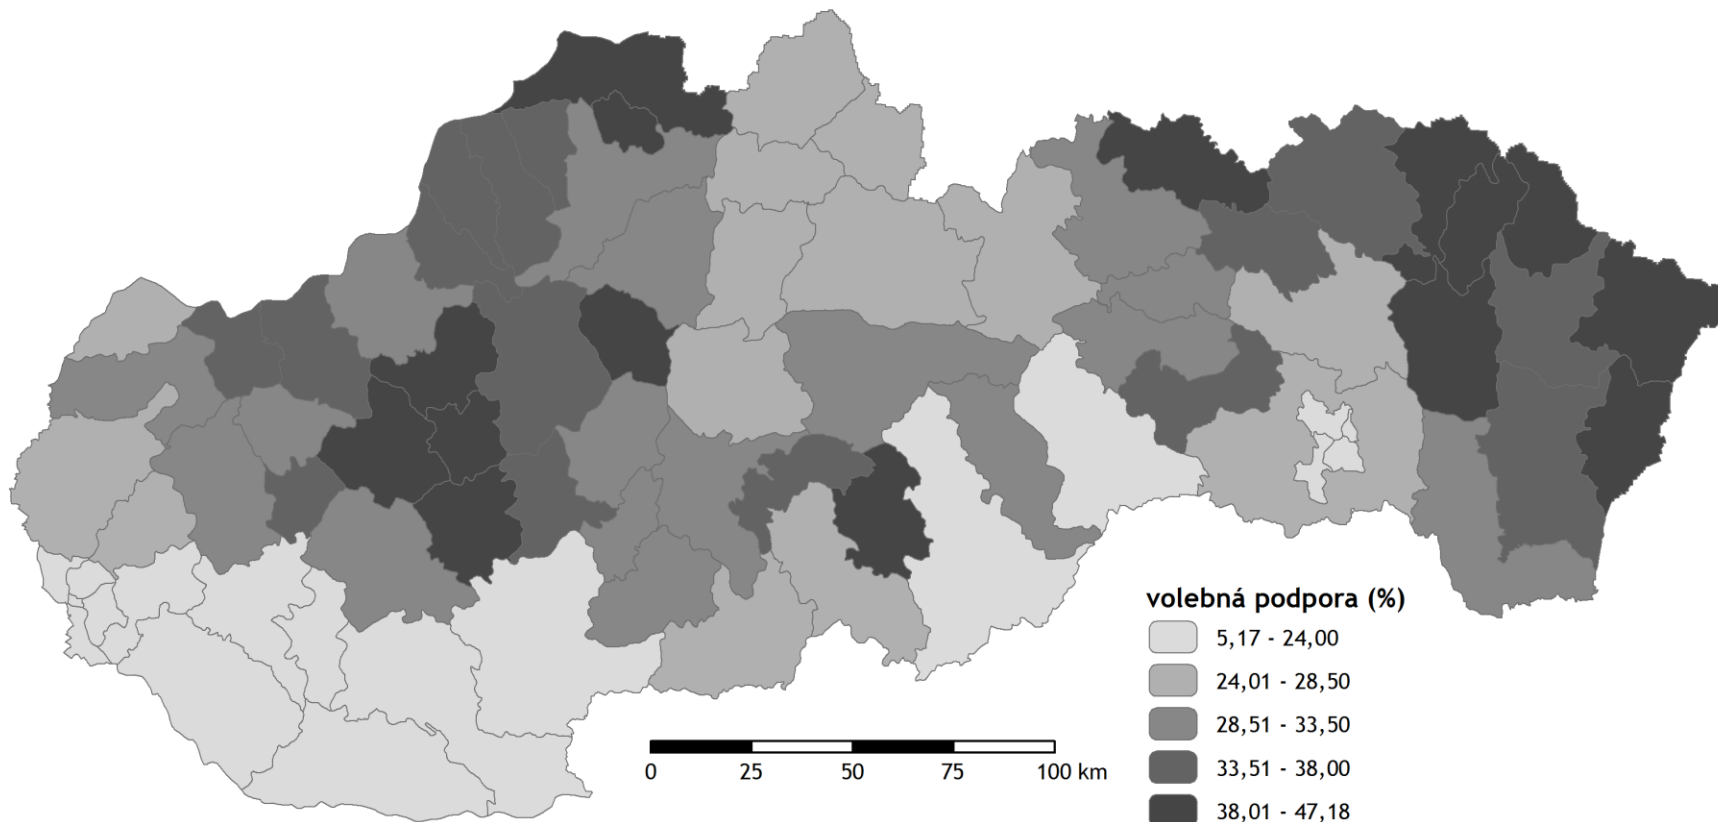 volebná podpora (%)
5,17 - 24,00
24,01 - 28,50
28,51 - 33,50
33,51 - 38,00
38,01 - 47,18
0 25 50 75 100 km